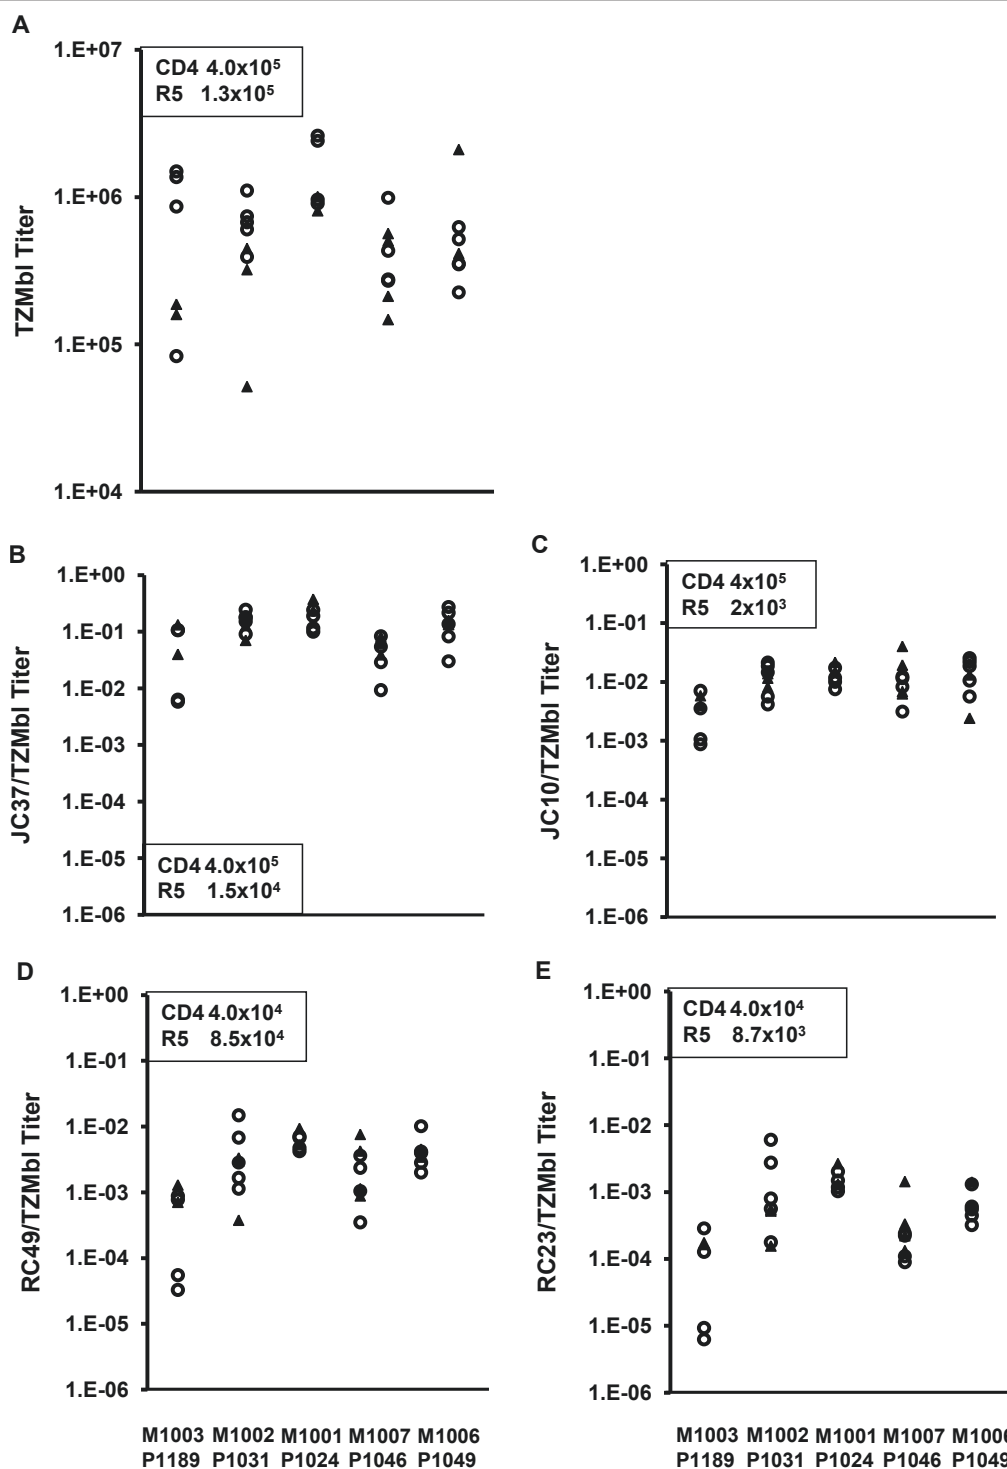 A
1.E+07
CD4 4.0x10⁵
R5 1.3x10⁵
1.E+06
1.E+05
1.E+04
TZMbl Titer
B
1.E+00
1.E-01
1.E-02
1.E-03
1.E-04
1.E-05
1.E-06
JC37/TZMbl Titer
CD4 4.0x10⁵
R5 1.5x10⁴
C
1.E+00
1.E-01
1.E-02
1.E-03
1.E-04
1.E-05
1.E-06
JC10/TZMbl Titer
CD4 4x10⁵
R5 2x10³
D
1.E+00
1.E-01
1.E-02
1.E-03
1.E-04
1.E-05
1.E-06
RC49/TZMbl Titer
CD4 4.0x10⁴
R5 8.5x10⁴
M1003 M1002 M1001 M1007 M1006
P1189 P1031 P1024 P1046 P1049
E
1.E+00
1.E-01
1.E-02
1.E-03
1.E-04
1.E-05
1.E-06
RC23/TZMbl Titer
CD4 4.0x10⁴
R5 8.7x10³
M1003 M1002 M1001 M1007 M1006
P1189 P1031 P1024 P1046 P1049